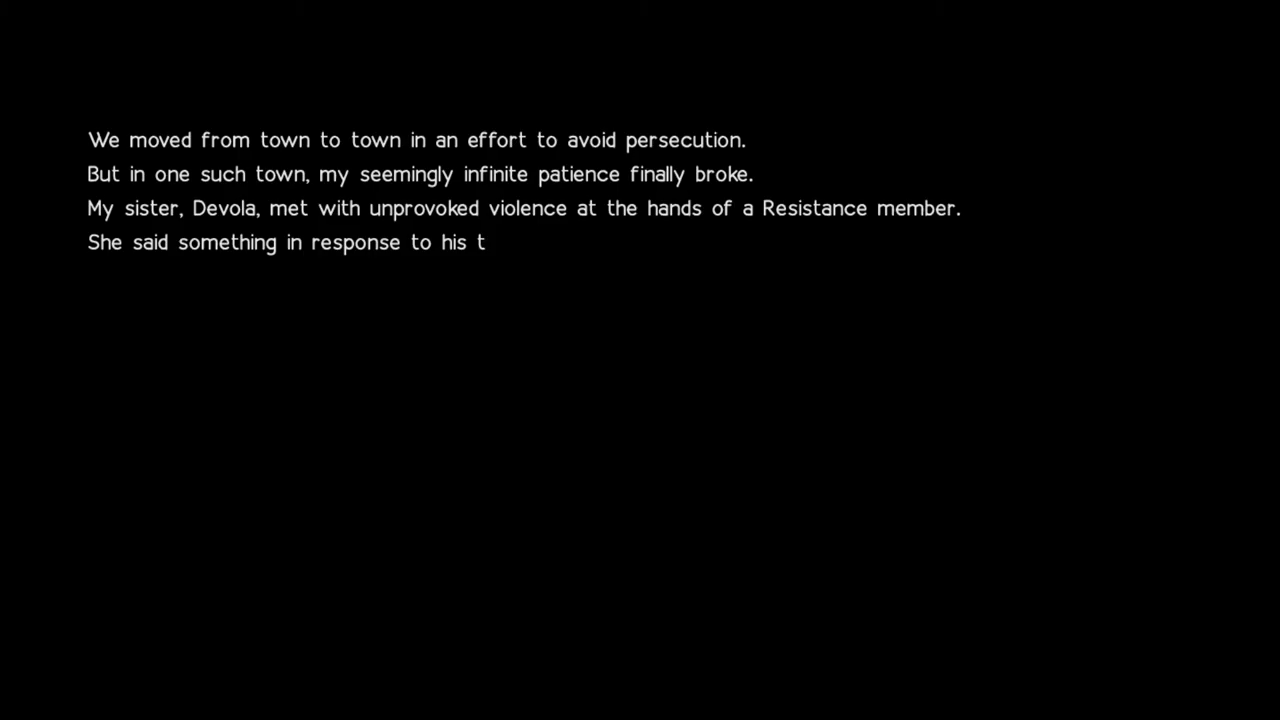 We moved from town to town in an effort to avoid persecution.
But in one such town, my seemingly infinite patience finally broke.
My sister, Devola, met with unprovoked violence at the hands of a Resistance member.
She said something in response to his t